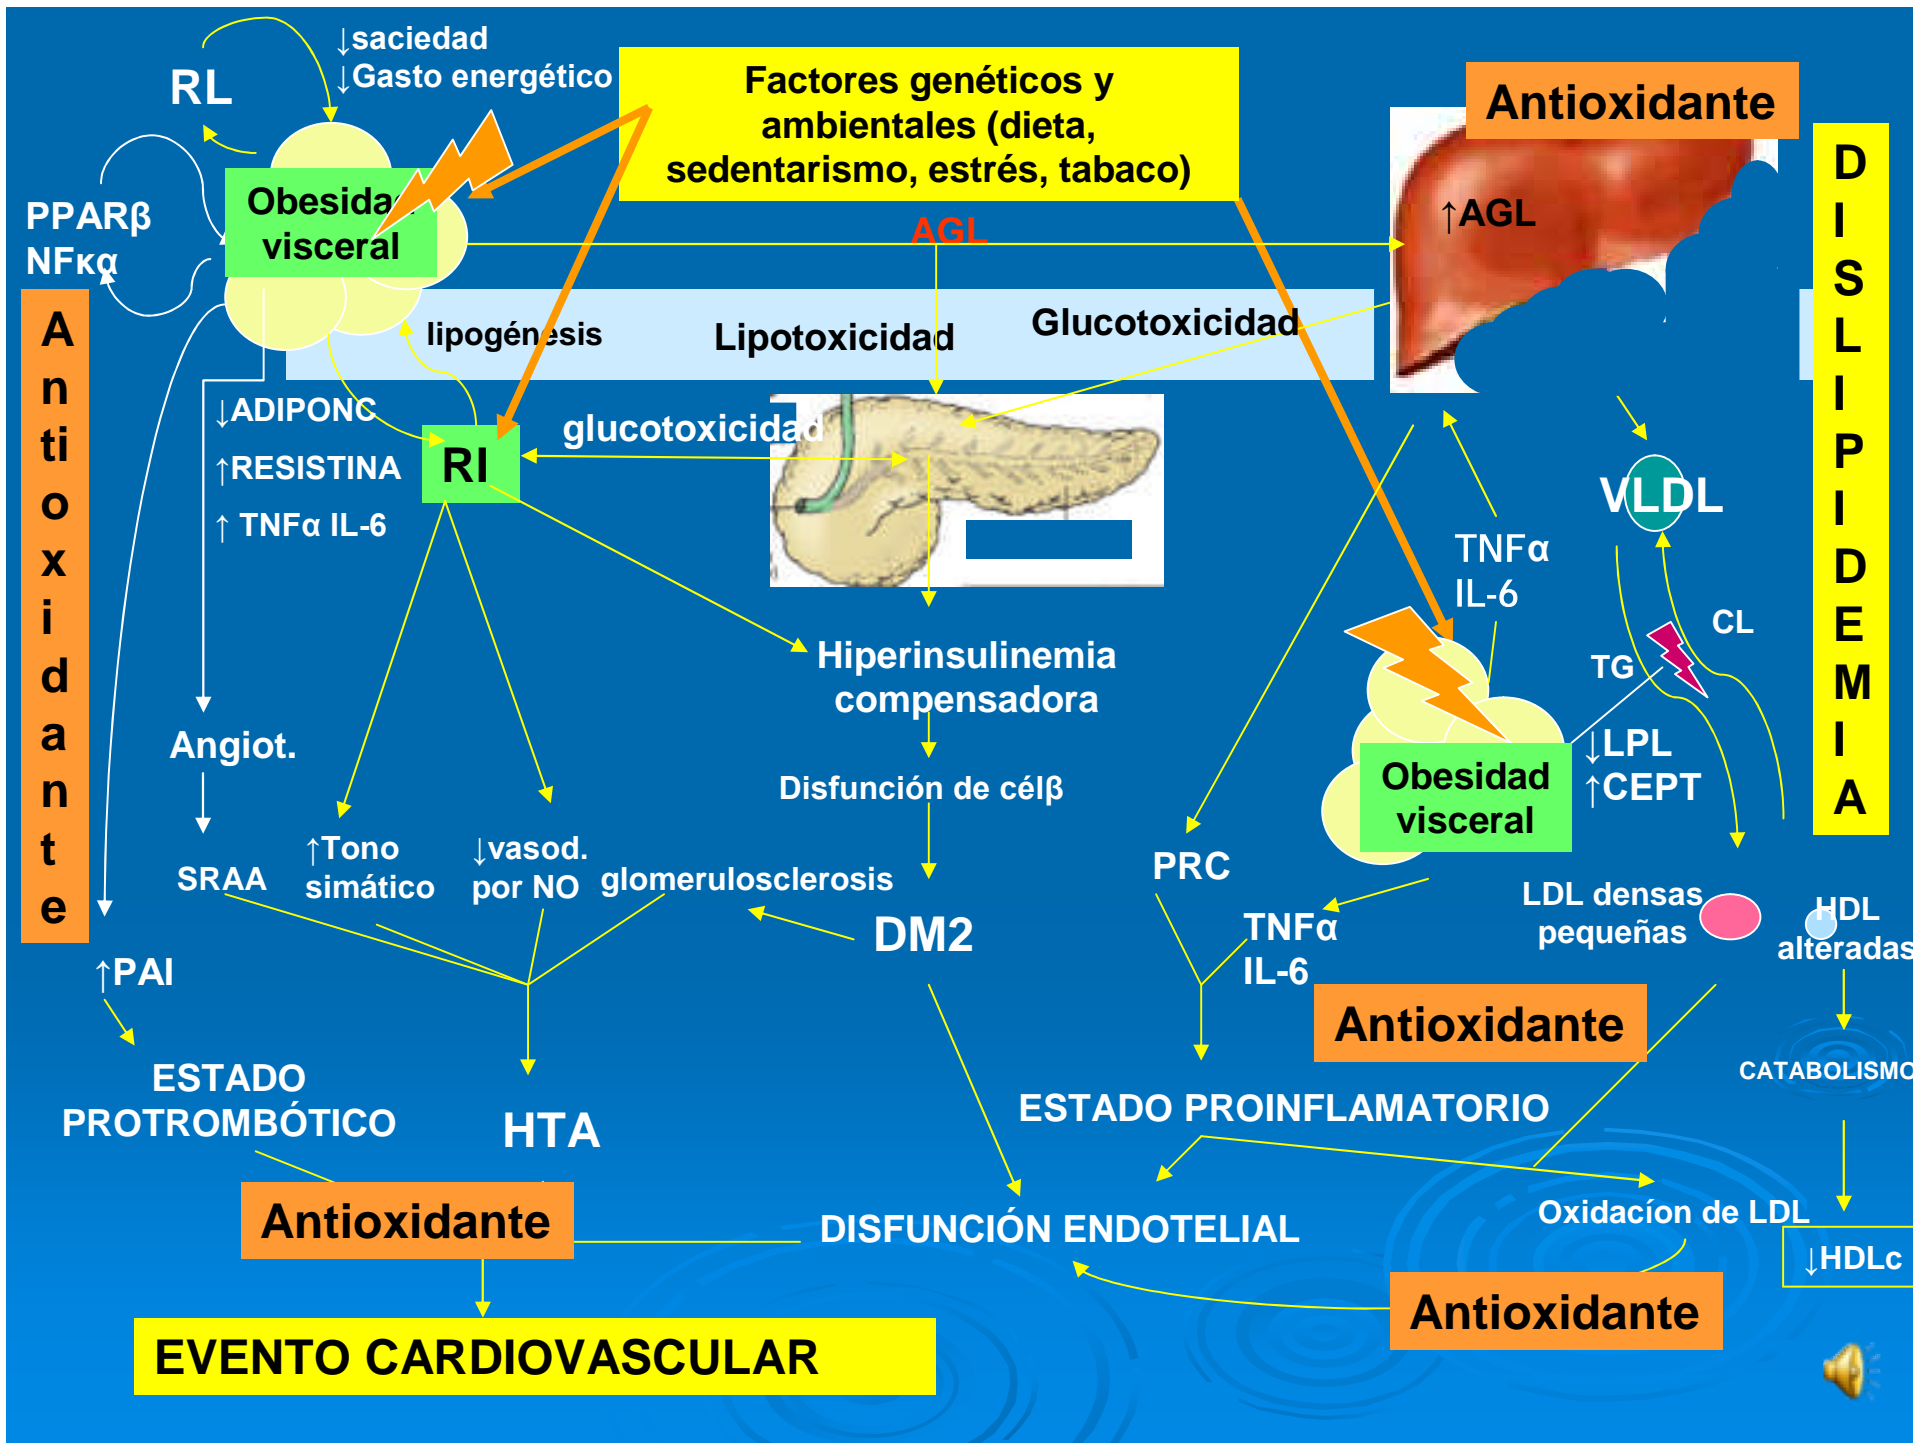 ↓saciedad
↓Gasto energético
RL
Factores genéticos y
ambientales (dieta,
sedentarismo, estrés, tabaco)
Antioxidante
Obesidad
visceral
PPARβ
NFκα
AGL
↑AGL
DISLIPIDEMIA
Antioxidante
lipogénesis
Lipotoxicidad
Glucotoxicidad
↓ADIPONC
↑RESISTINA
↑ TNFα IL-6
RI
glucotoxicidad
VLDL
TNFα
IL-6
CL
TG
Hiperinsulinemia
compensadora
Angiot.
Disfunción de célβ
Obesidad
visceral
↓LPL
↑CEPT
SRAA
↑Tono
simático
↓vasod.
por NO
glomerulosclerosis
DM2
PRC
TNFα
IL-6
LDL densas
pequeñas
HDL
alteradas
↑PAI
Antioxidante
CATABOLISMO
ESTADO
PROTROMBÓTICO
HTA
ESTADO PROINFLAMATORIO
Antioxidante
DISFUNCIÓN ENDOTELIAL
Oxidacíon de LDL
↓HDLc
Antioxidante
EVENTO CARDIOVASCULAR